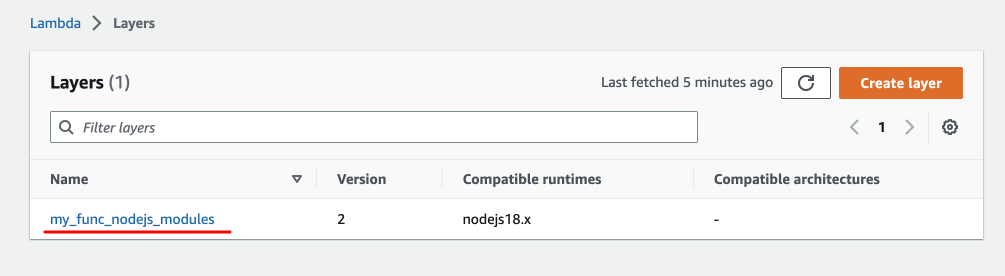 Lambda > Layers
Layers (1) Last fetched 5 minutes ago Create layer
Filter layers 1
Name Version Compatible runtimes Compatible architectures
my_func_nodejs_modules 2 nodejs18.x -